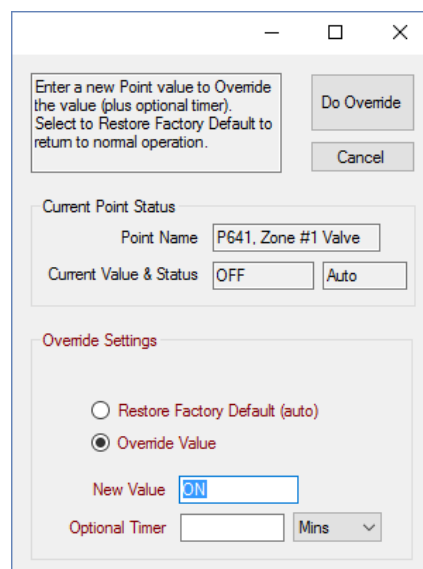 Enter a new Point value to Override
the value (plus optional timer).
Select to Restore Factory Default to
return to normal operation.
Do Override
Cancel
Current Point Status
Point Name P641, Zone #1 Valve
Current Value & Status OFF Auto
Override Settings
Restore Factory Default (auto)
Override Value
New Value ON
Optional Timer Mins